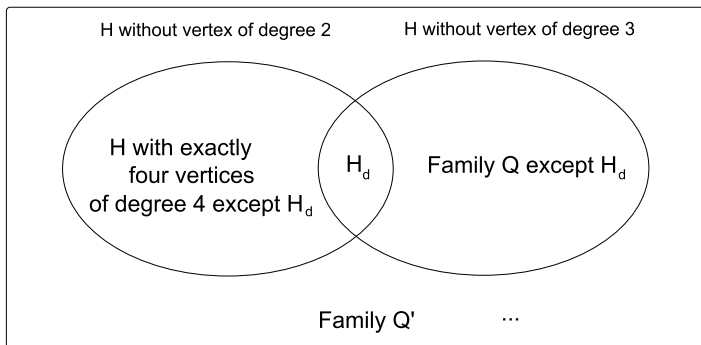 H without vertex of degree 2
H without vertex of degree 3
H with exactly
four vertices
of degree 4 except H_d
H_d
Family Q except H_d
Family Q' ...